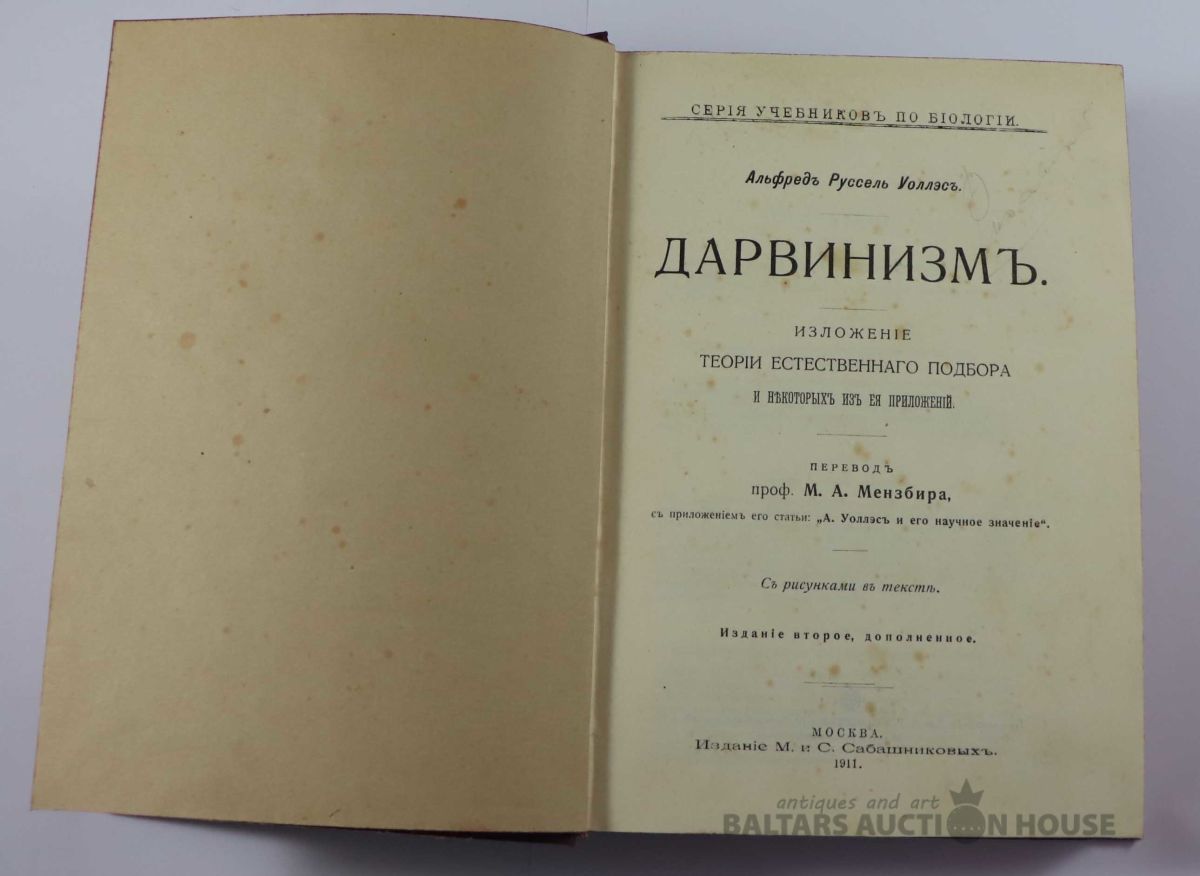 СЕРІЯ УЧЕБНИКОВЪ ПО БІОЛОГІИ.
Альфредъ Руссель Уоллэсъ.
ДАРВИНИЗМЪ.
ИЗЛОЖЕНІЕ
ТЕОРІИ ЕСТЕСТВЕННАГО ПОДБОРА
И НѢКОТОРЫХЪ ИЗЪ ЕЯ ПРИЛОЖЕНІЙ.
ПЕРЕВОДЪ
проф. М. А. Мензбира,
съ приложеніемъ его статьи: „А. Уоллэсъ и его научное значеніе“.
Съ рисунками въ текстѣ.
Изданіе второе, дополненное.
МОСКВА.
Изданіе М. и С. Сабашниковыхъ.
1911.
antiques and art
BALTARS AUCTION HOUSE